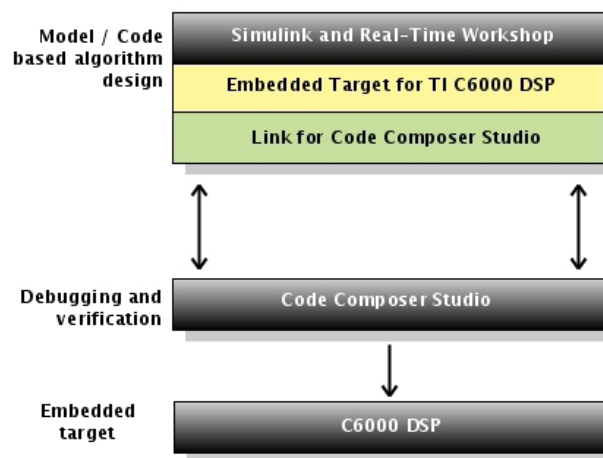 Model / Code
based algorithm
design
Simulink and Real-Time Workshop
Embedded Target for TI C6000 DSP
Link for Code Composer Studio
Debugging and
verification
Code Composer Studio
Embedded
target
C6000 DSP